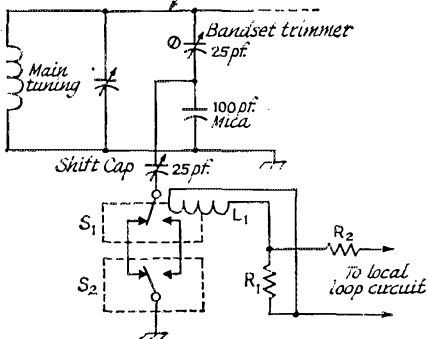 Bandset trimmer
25pf.
Main
tuning
100pf.
Mica
Shift Cap
25pf.
S1
L1
R2
S2
R1
To local
loop circuit